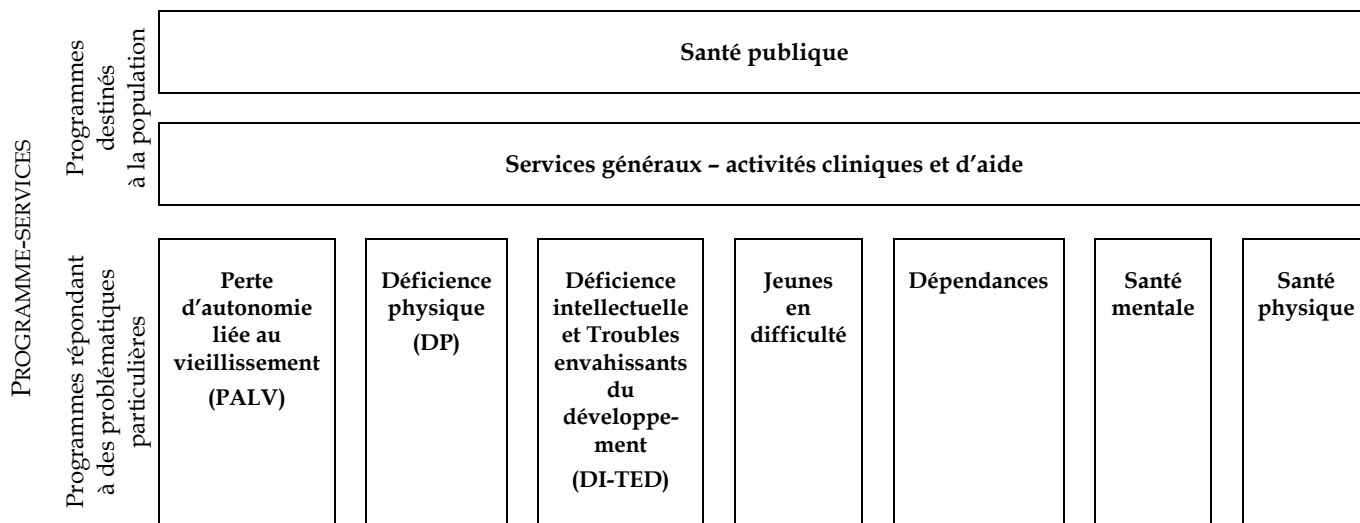 PROGRAMME-SERVICES
Programmes
destinés
à la population
Santé publique
Services généraux – activités cliniques et d'aide
Programmes répondant
à des problématiques
particulières
Perte
d'autonomie
liée au
vieillissement
(PALV)
Déficience
physique
(DP)
Déficience
intellectuelle
et Troubles
envahissants
du
développe-
ment
(DI-TED)
Jeunes
en
difficulté
Dépendances
Santé
mentale
Santé
physique